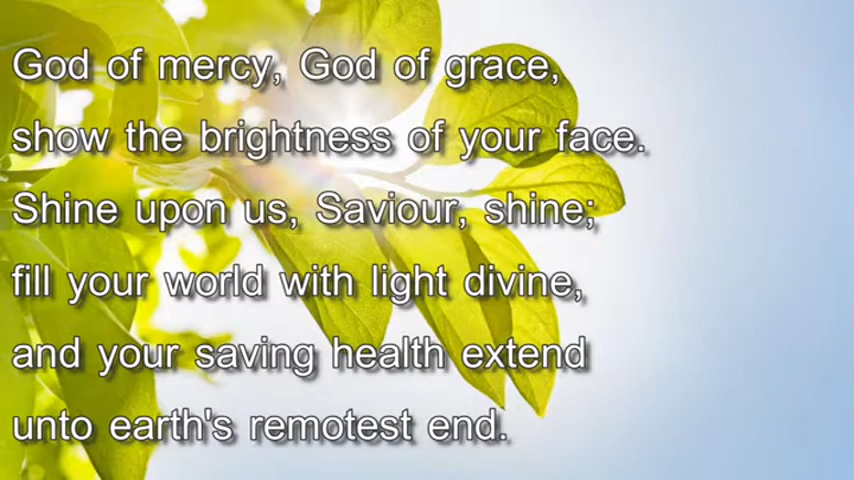 God of mercy, God of grace,
show the brightness of your face.
Shine upon us, Saviour, shine;
fill your world with light divine,
and your saving health extend
unto earth's remotest end.